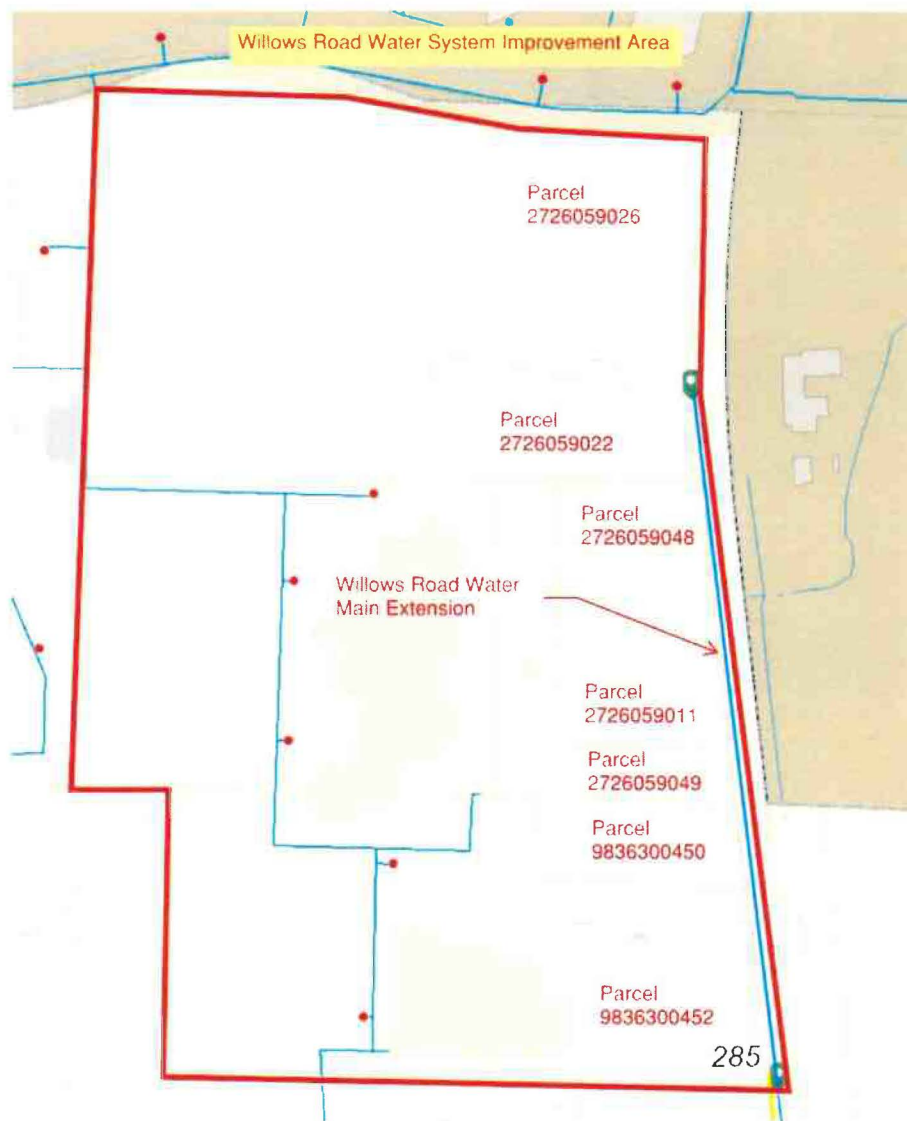 Willows Road Water System Improvement Area
Parcel
2726059026
Parcel
2726059022
Parcel
2726059048
Willows Road Water
Main Extension
Parcel
2726059011
Parcel
2726059049
Parcel
9836300450
Parcel
9836300452
285